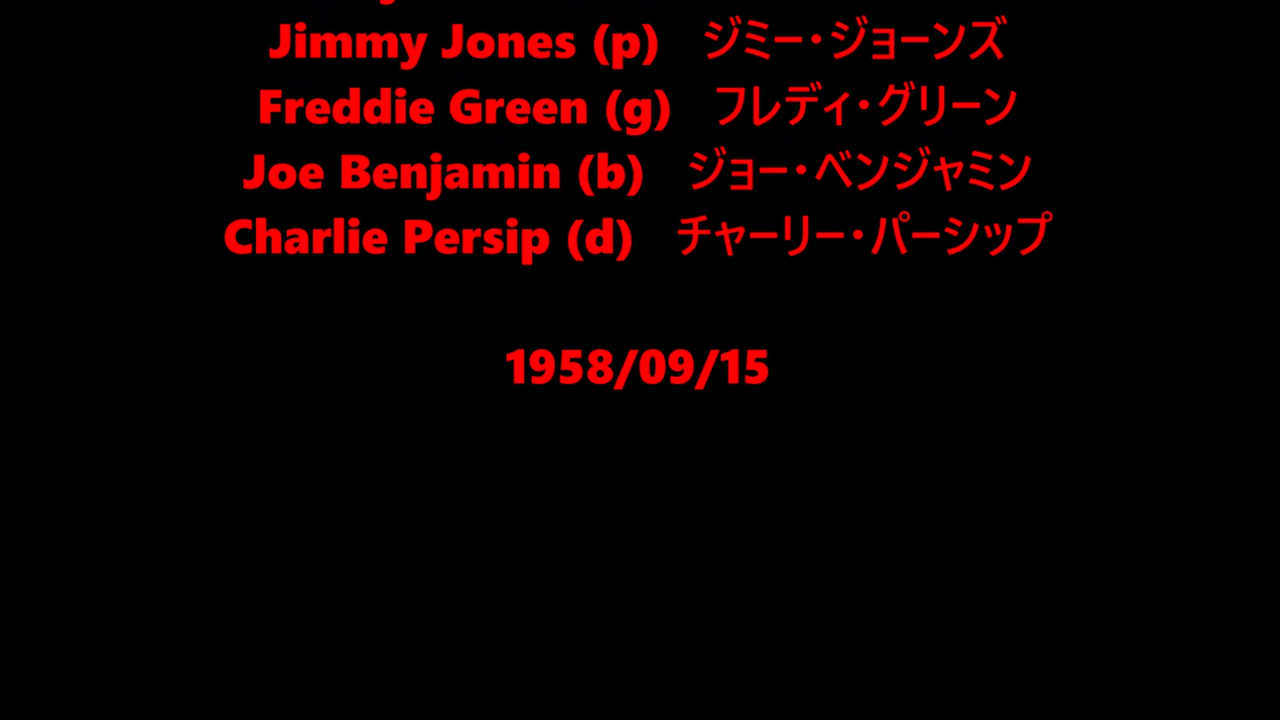 Jimmy Jones (p) ジミー・ジョーンズ
Freddie Green (g) フレディ・グリーン
Joe Benjamin (b) ジョー・ベンジャミン
Charlie Persip (d) チャーリー・パーシップ
1958/09/15